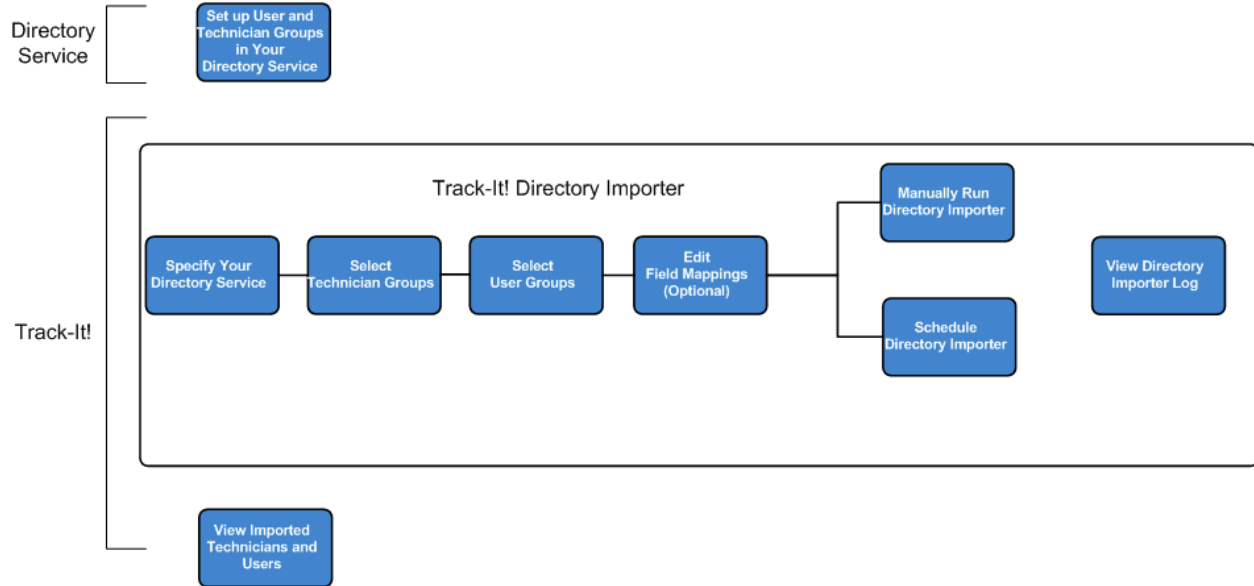 Directory
Service
Set up User and
Technician Groups
in Your
Directory Service
Track-It!
Track-It! Directory Importer
Specify Your
Directory Service
Select
Technician Groups
Select
User Groups
Edit
Field Mappings
(Optional)
Manually Run
Directory Importer
Schedule
Directory Importer
View Directory
Importer Log
View Imported
Technicians and
Users